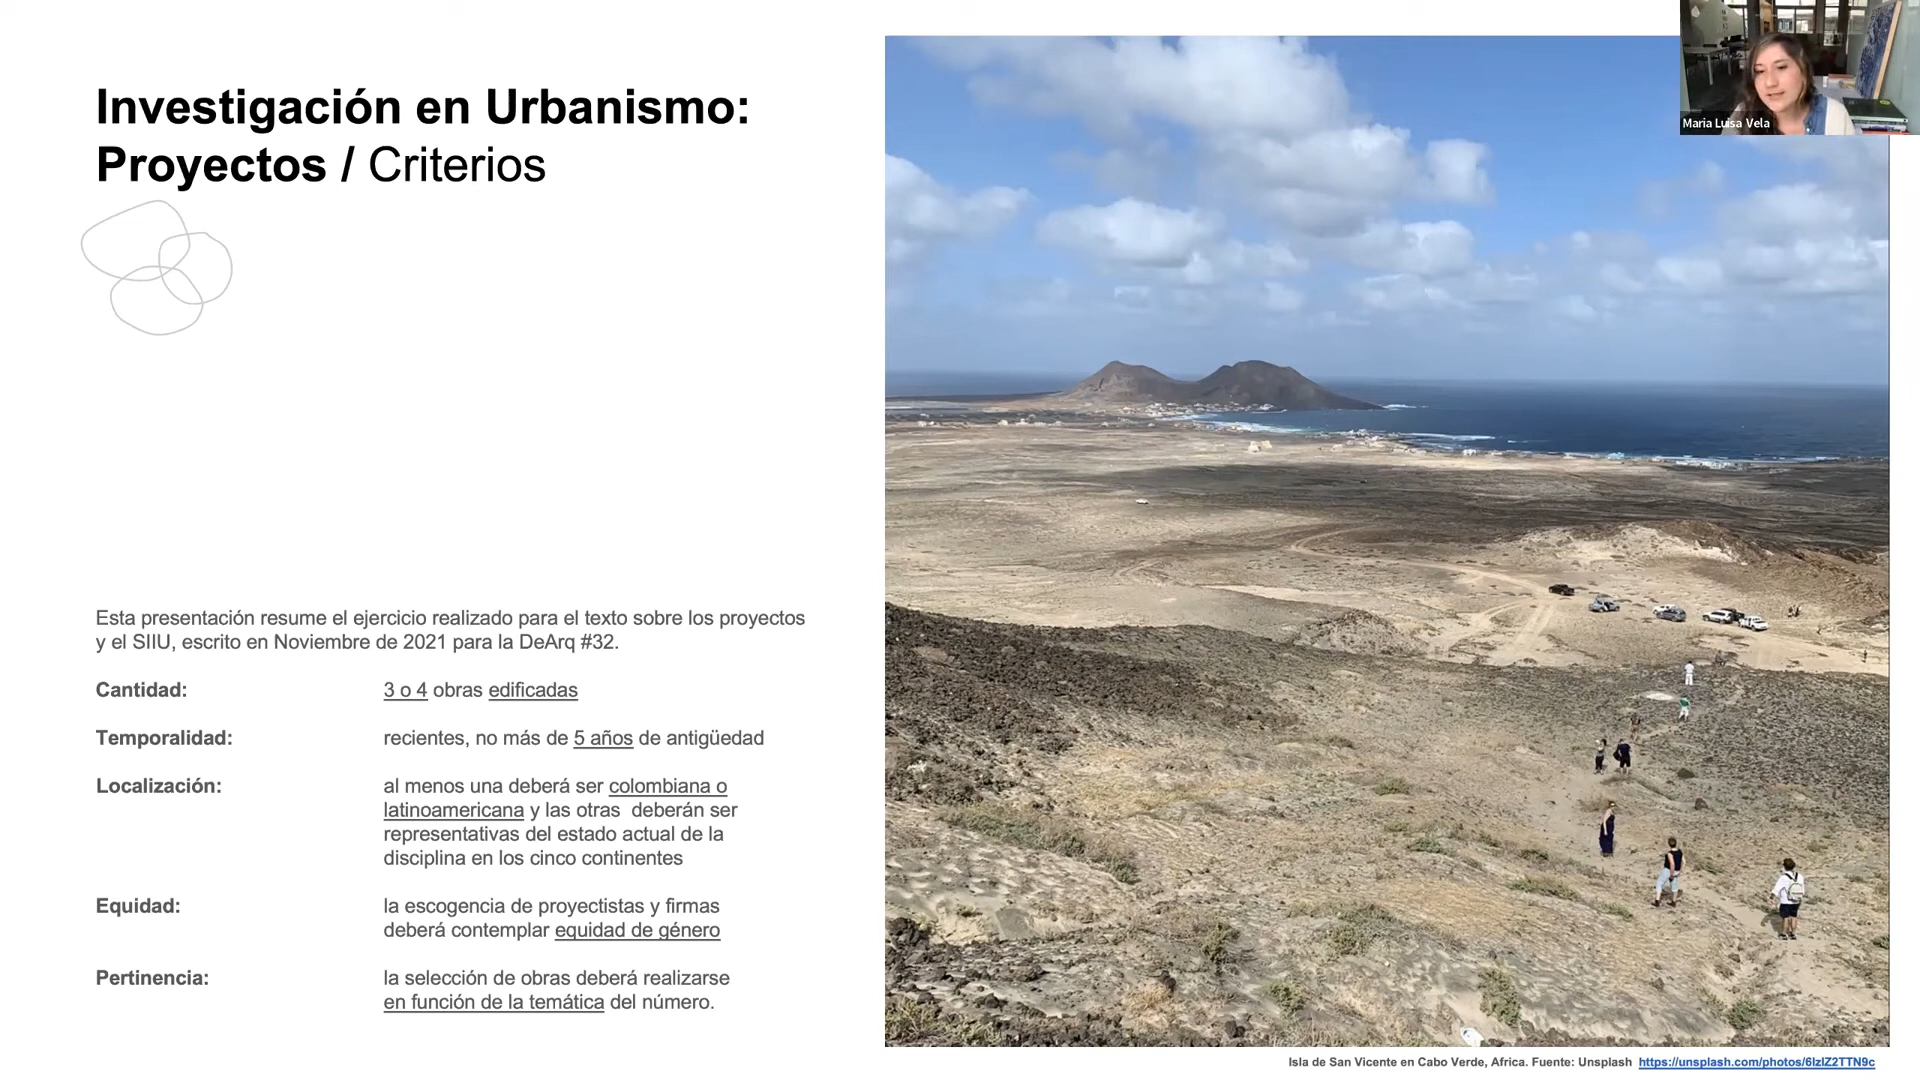 Investigación en Urbanismo:
Proyectos / Criterios
Maria Luisa Vela
Esta presentación resume el ejercicio realizado para el texto sobre los proyectos
y el SIIU, escrito en Noviembre de 2021 para la DeArq #32.
Cantidad: 3 o 4 obras edificadas
Temporalidad: recientes, no más de 5 años de antigüedad
Localización: al menos una deberá ser colombiana o
latinoamericana y las otras deberán ser
representativas del estado actual de la
disciplina en los cinco continentes
Equidad: la escogencia de proyectistas y firmas
deberá contemplar equidad de género
Pertinencia: la selección de obras deberá realizarse
en función de la temática del número.
Isla de San Vicente en Cabo Verde, Africa. Fuente: Unsplash https://unsplash.com/photos/6lzlZ2TTN9c